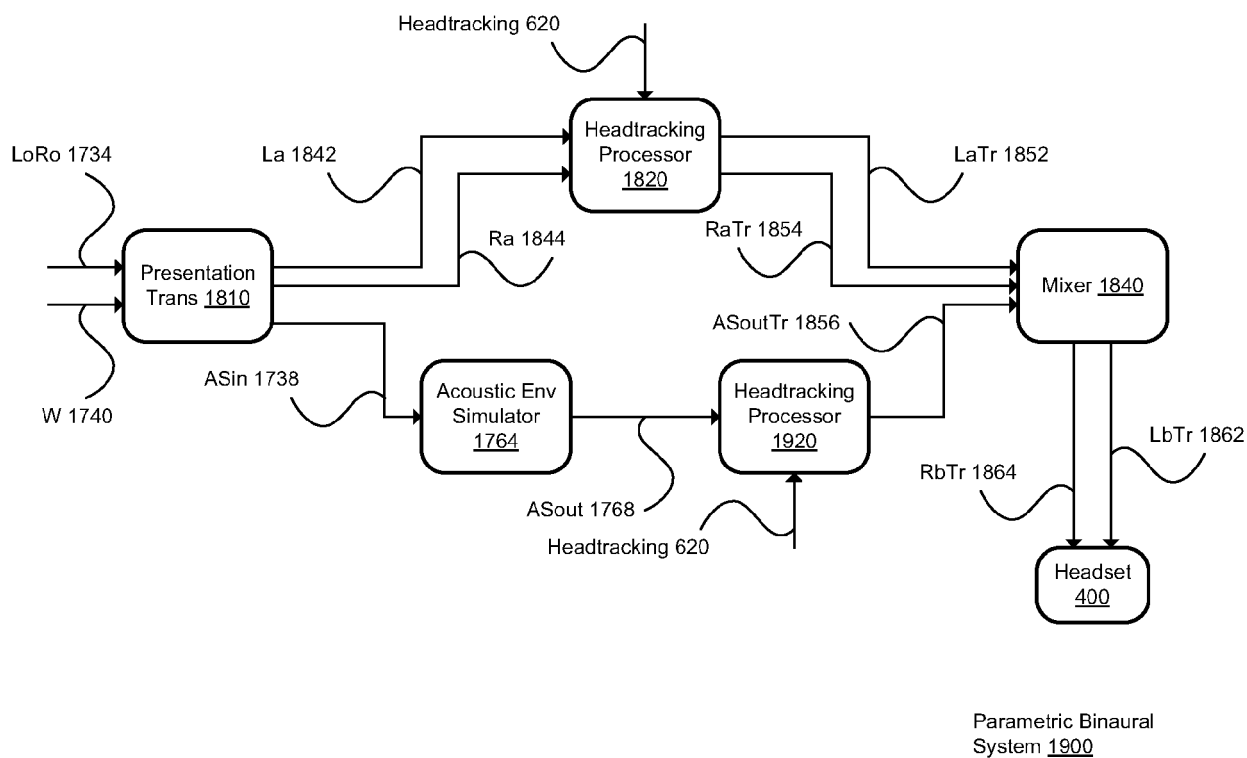 Headtracking 620
Headtracking
Processor
1820
LoRo 1734
La 1842
LaTr 1852
Ra 1844
RaTr 1854
Presentation
Trans 1810
Mixer 1840
ASoutTr 1856
ASin 1738
W 1740
Acoustic Env
Simulator
1764
Headtracking
Processor
1920
ASout 1768
Headtracking 620
RbTr 1864
LbTr 1862
Headset
400
Parametric Binaural
System 1900